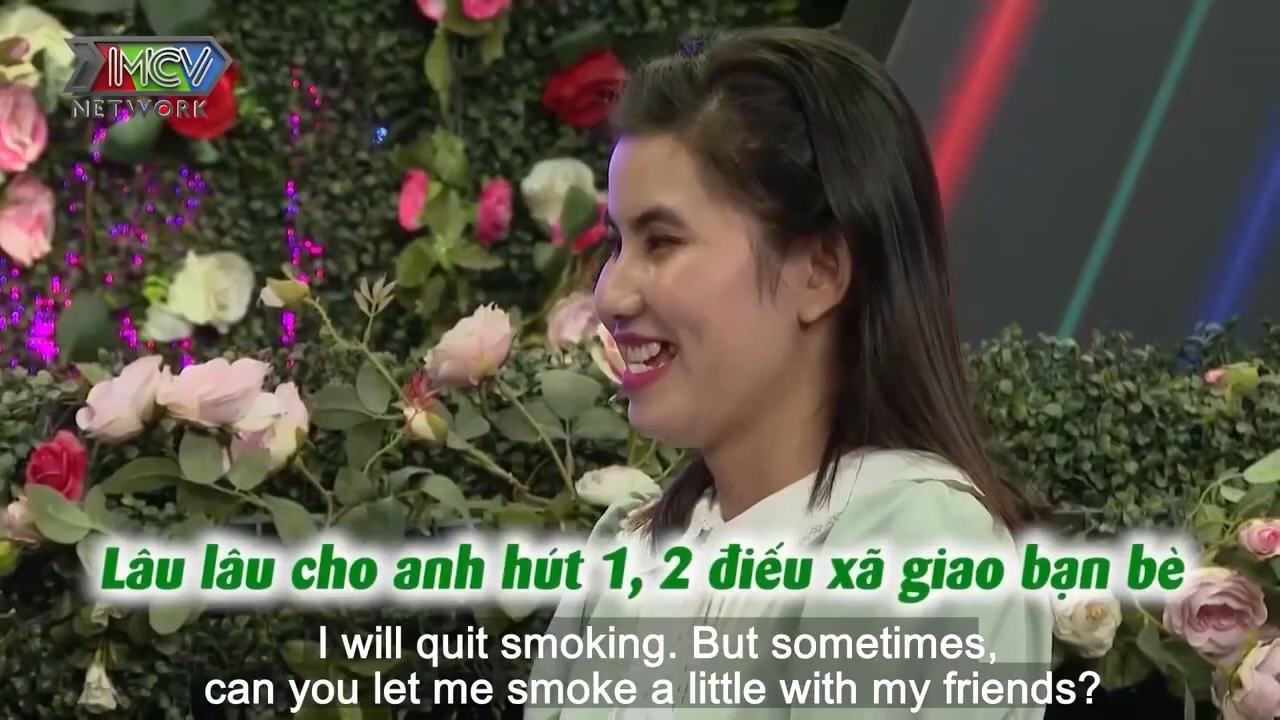 MCV
NETWORK
Lâu lâu cho anh hút 1, 2 điếu xã giao bạn bè
I will quit smoking. But sometimes,
can you let me smoke a little with my friends?